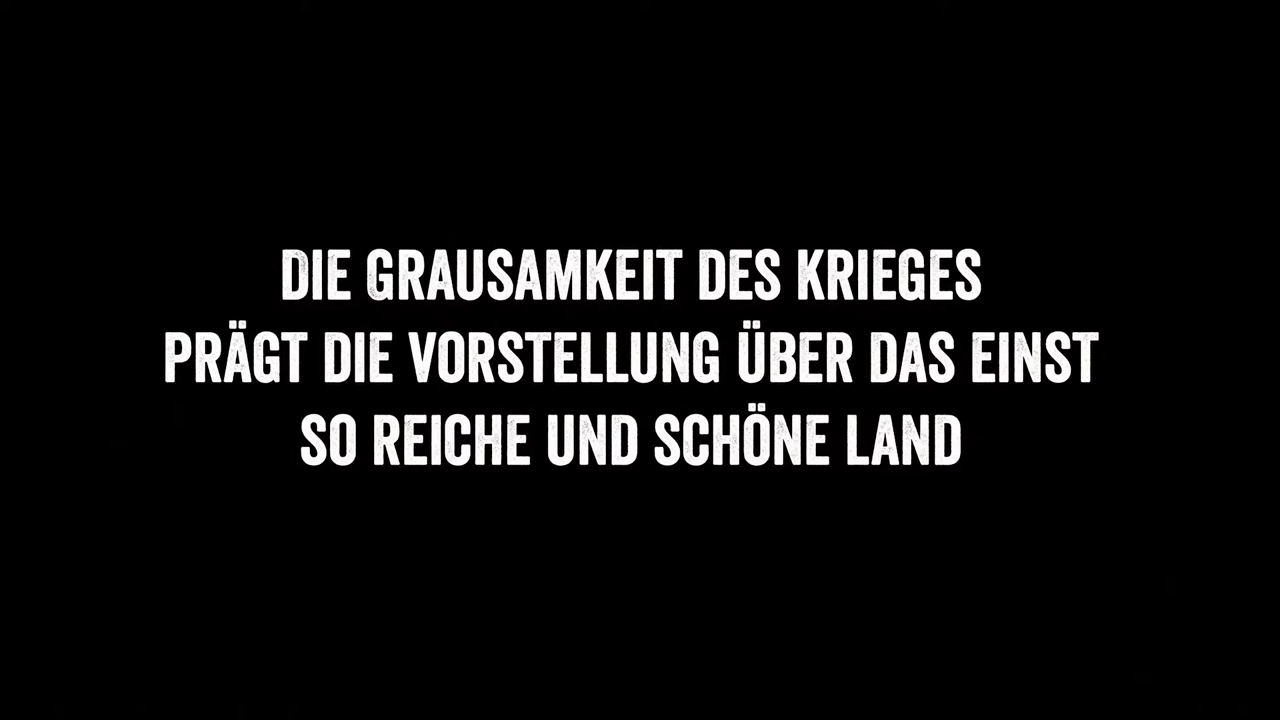 DIE GRAUSAMKEIT DES KRIEGES
PRÄGT DIE VORSTELLUNG ÜBER DAS EINST
SO REICHE UND SCHÖNE LAND